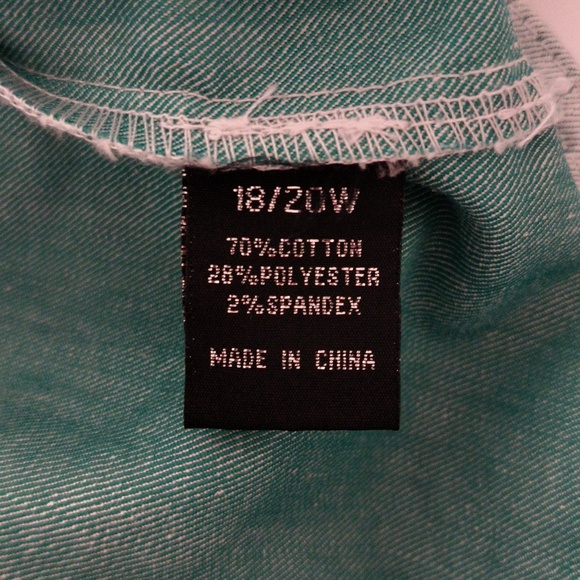 18/20W
70%COTTON
28%POLYESTER
2%SPANDEX
MADE IN CHINA